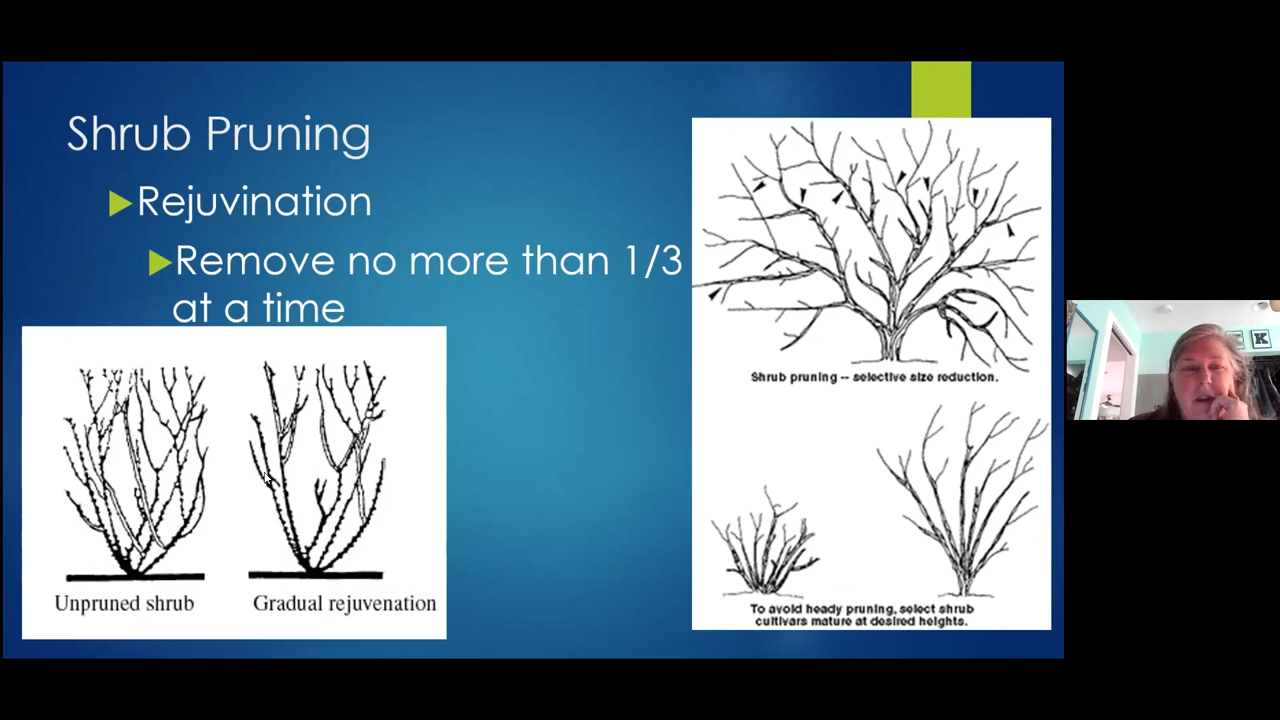 Shrub Pruning
Rejuvination
Remove no more than 1/3
at a time
Unpruned shrub
Gradual rejuvenation
Shrub pruning -- selective size reduction.
To avoid heady pruning, select shrub
cultivars mature at desired heights.
K